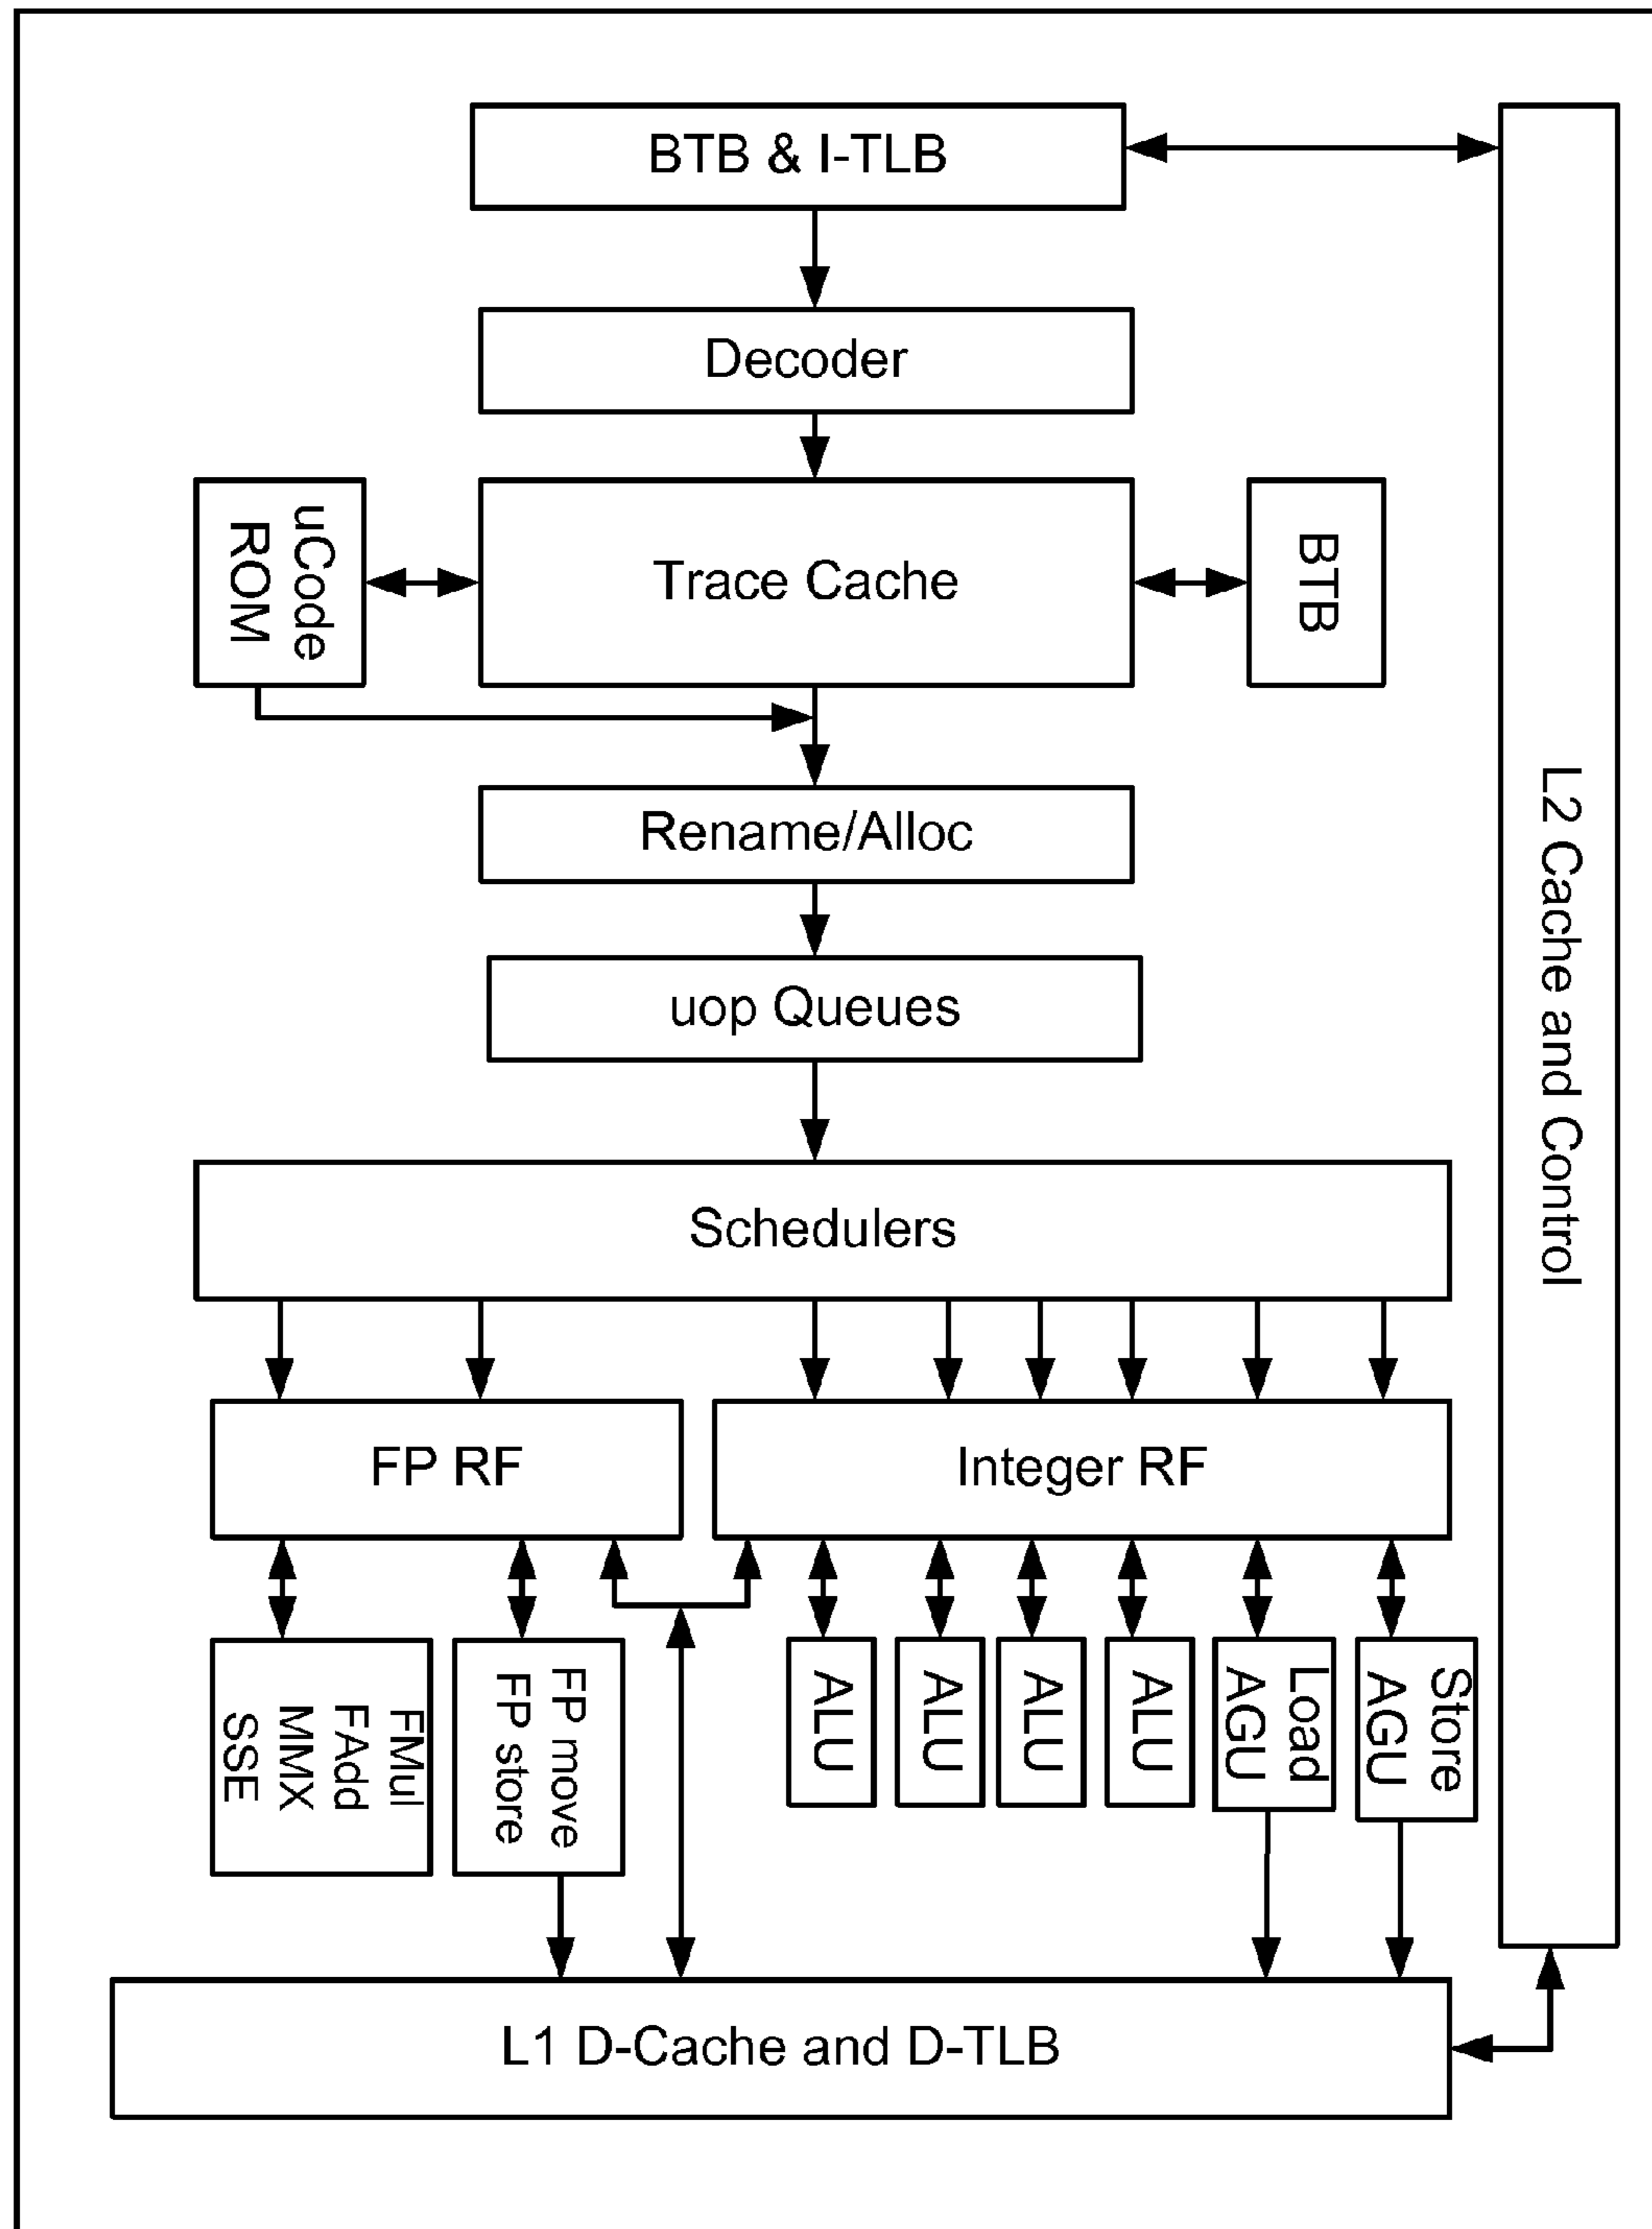 BTB & I-TLB
Decoder
uCode
ROM
Trace Cache
BTB
L2 Cache and Control
Rename/Alloc
uop Queues
Schedulers
FP RF
Integer RF
FMul
FAdd
MMX
SSE
FP move
FP store
ALU
ALU
ALU
ALU
Load
AGU
Store
AGU
L1 D-Cache and D-TLB